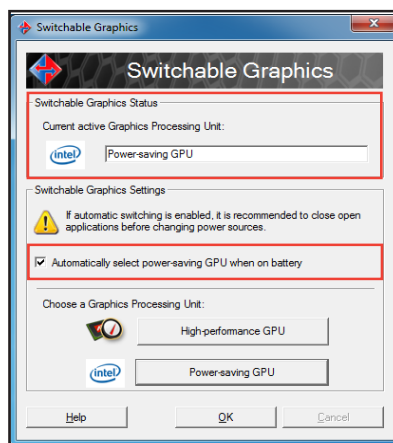 Switchable Graphics
Switchable Graphics
Switchable Graphics Status
Current active Graphics Processing Unit:
intel
Power-saving GPU
Switchable Graphics Settings
If automatic switching is enabled, it is recommended to close open
applications before changing power sources.
Automatically select power-saving GPU when on battery
Choose a Graphics Processing Unit:
High-performance GPU
intel
Power-saving GPU
Help
OK
Cancel